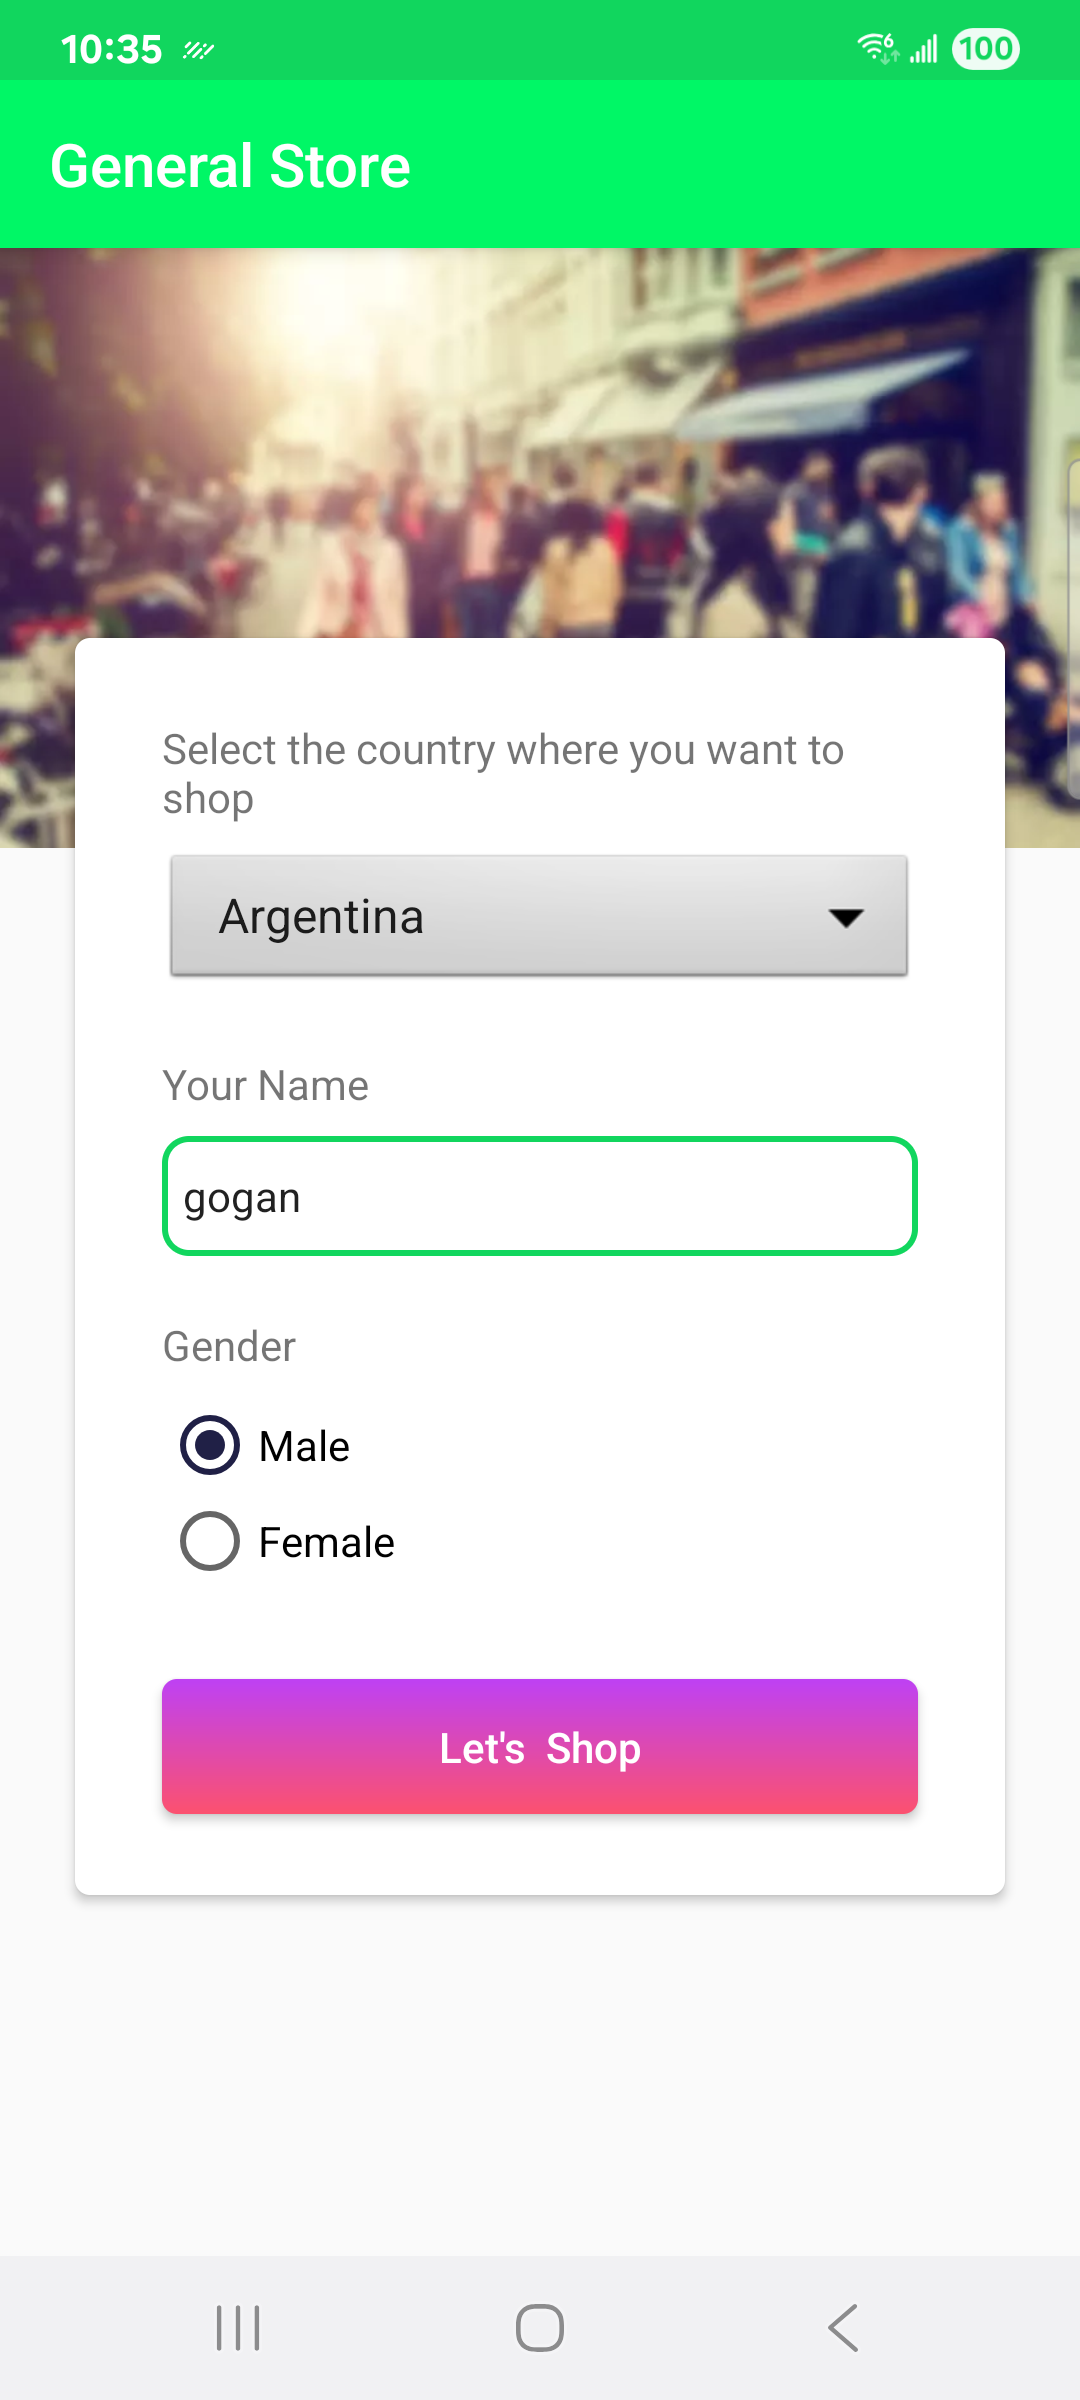 10:35
6
100
General Store
Select the country where you want to
shop
Argentina
Your Name
gogan
Gender
Male
Female
Let's Shop